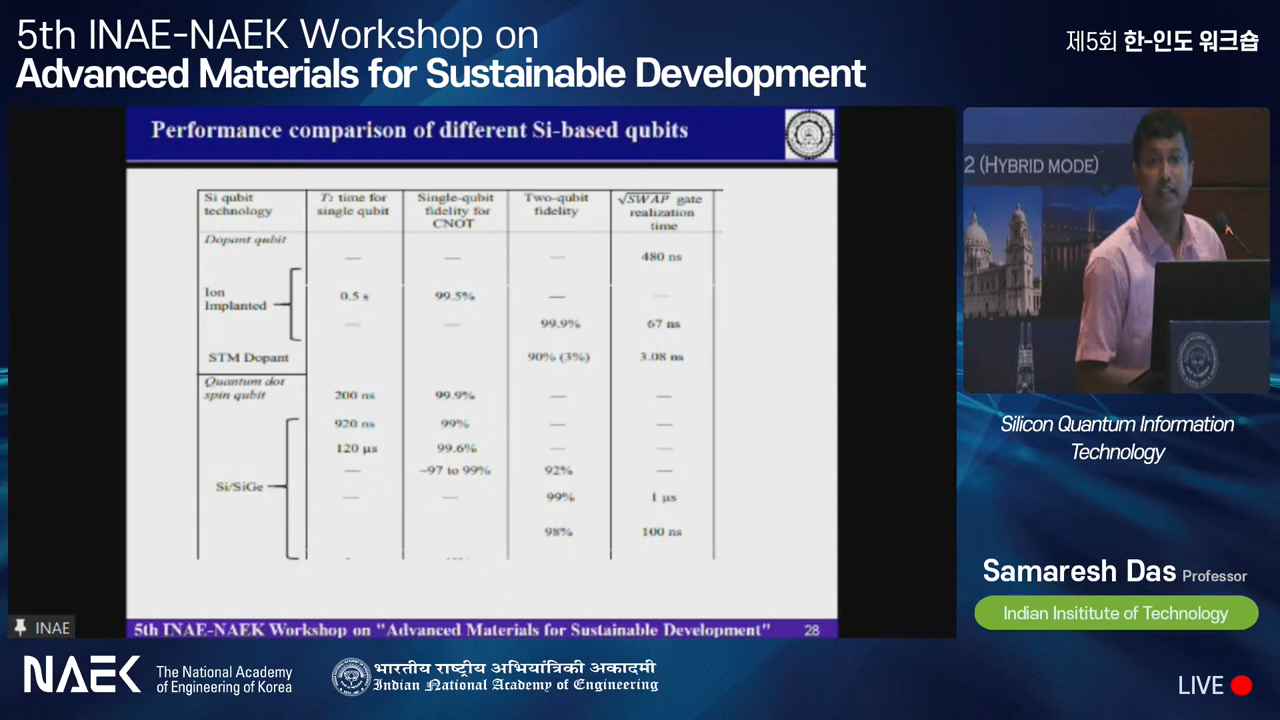 5th INAE-NAEK Workshop on
Advanced Materials for Sustainable Development
제5회 한-인도 워크숍
Performance comparison of different Si-based qubits
Si qubit technology | T₂ time for single qubit | Single-qubit fidelity for CNOT | Two-qubit fidelity | √SWAP gate realization time
Dopant qubit
— | — | — | 480 ns
Ion Implanted | 0.5 s | 99.5% | — | —
— | — | 99.9% | 67 ns
STM Dopant | 90% (3%) | 3.08 ns
Quantum dot spin qubit | 200 ns | 99.9% | — | —
920 ns | 99% | — | —
120 µs | 99.6% | — | —
— | ~97 to 99% | 92% | —
Si/SiGe
— | — | 99% | 1 µs
98% | 100 ns
5th INAE-NAEK Workshop on "Advanced Materials for Sustainable Development" 28
INAE
2 (HYBRID MODE)
Silicon Quantum Information
Technology
Samaresh Das Professor
Indian Insititute of Technology
NAEK
The National Academy
of Engineering of Korea
भारतीय राष्ट्रीय अभियांत्रिकी अकादमी
Indian National Academy of Engineering
LIVE